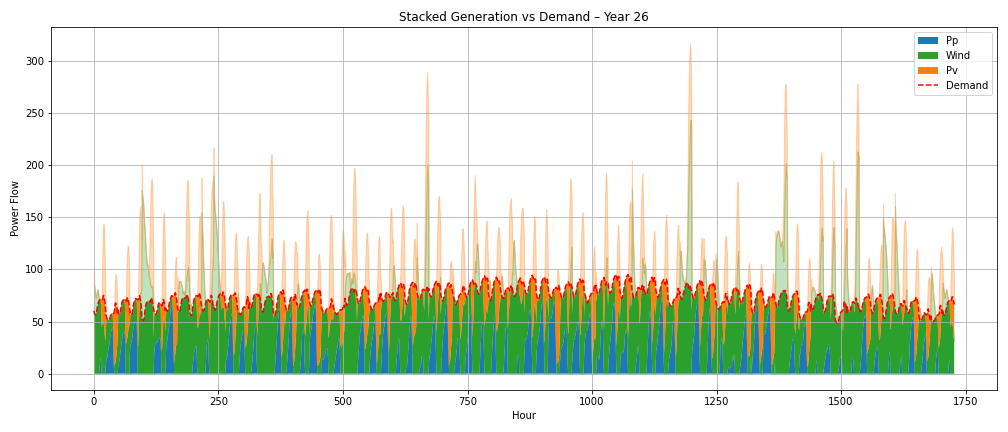 Stacked Generation vs Demand – Year 26
Pp
Wind
Pv
Demand
Power Flow
300
250
200
150
100
50
0
0
250
500
750
1000
1250
1500
1750
Hour